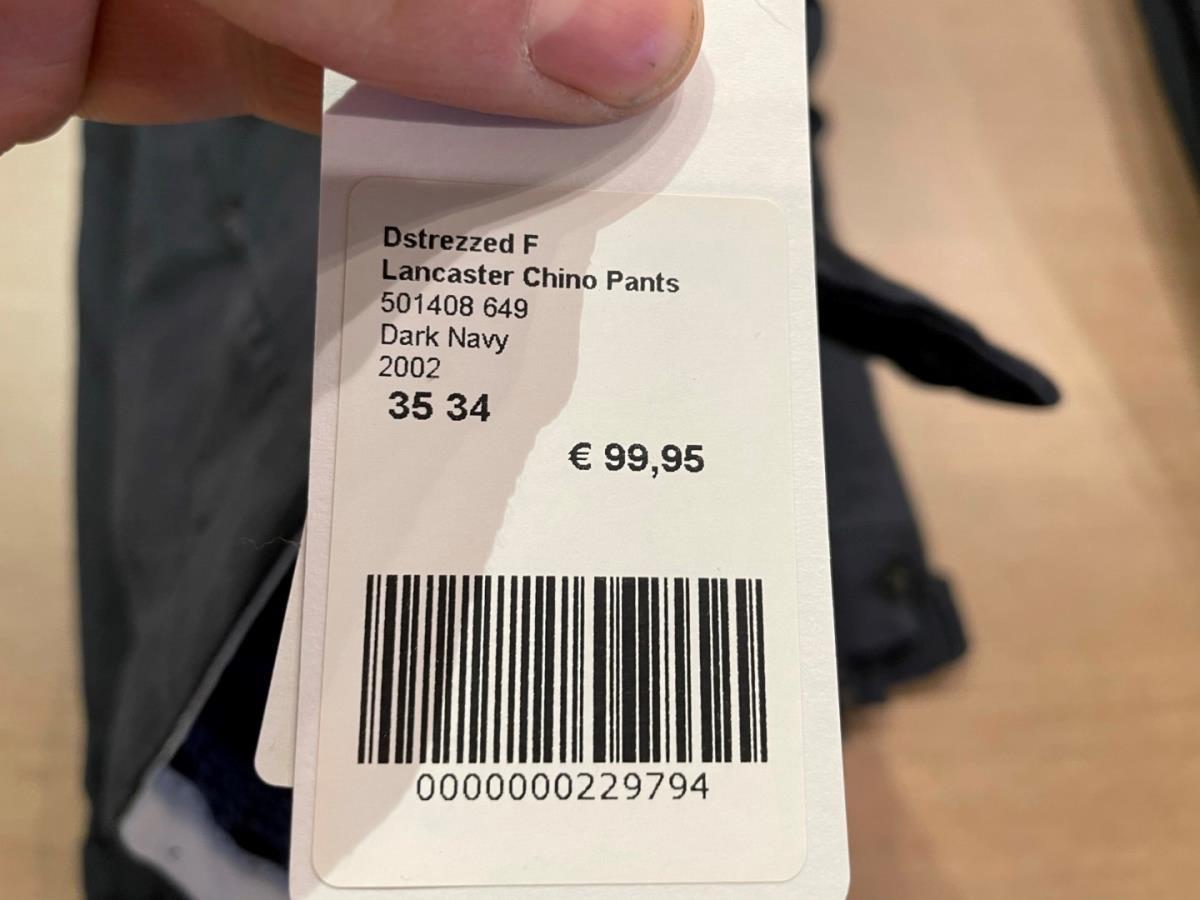 Dstrezzed F
Lancaster Chino Pants
501408 649
Dark Navy
2002
35 34
€ 99,95
0000000229794